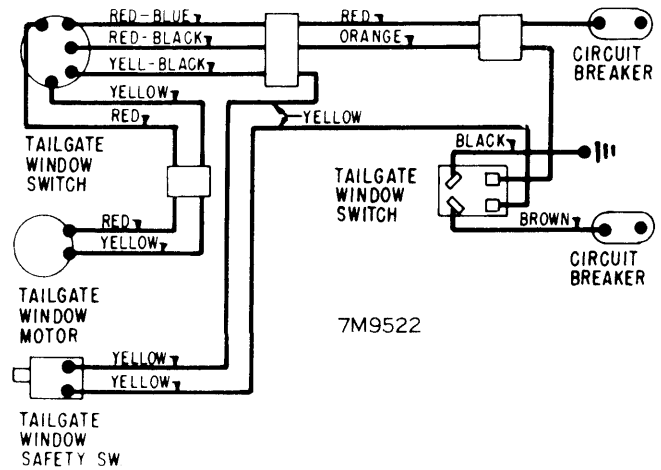 RED-BLUE
RED
RED-BLACK
ORANGE
YELL-BLACK
CIRCUIT
BREAKER
YELLOW
RED
YELLOW
TAILGATE
WINDOW
SWITCH
BLACK
TAILGATE
WINDOW
SWITCH
RED
YELLOW
BROWN
CIRCUIT
BREAKER
TAILGATE
WINDOW
MOTOR
7M9522
YELLOW
YELLOW
TAILGATE
WINDOW
SAFETY SW